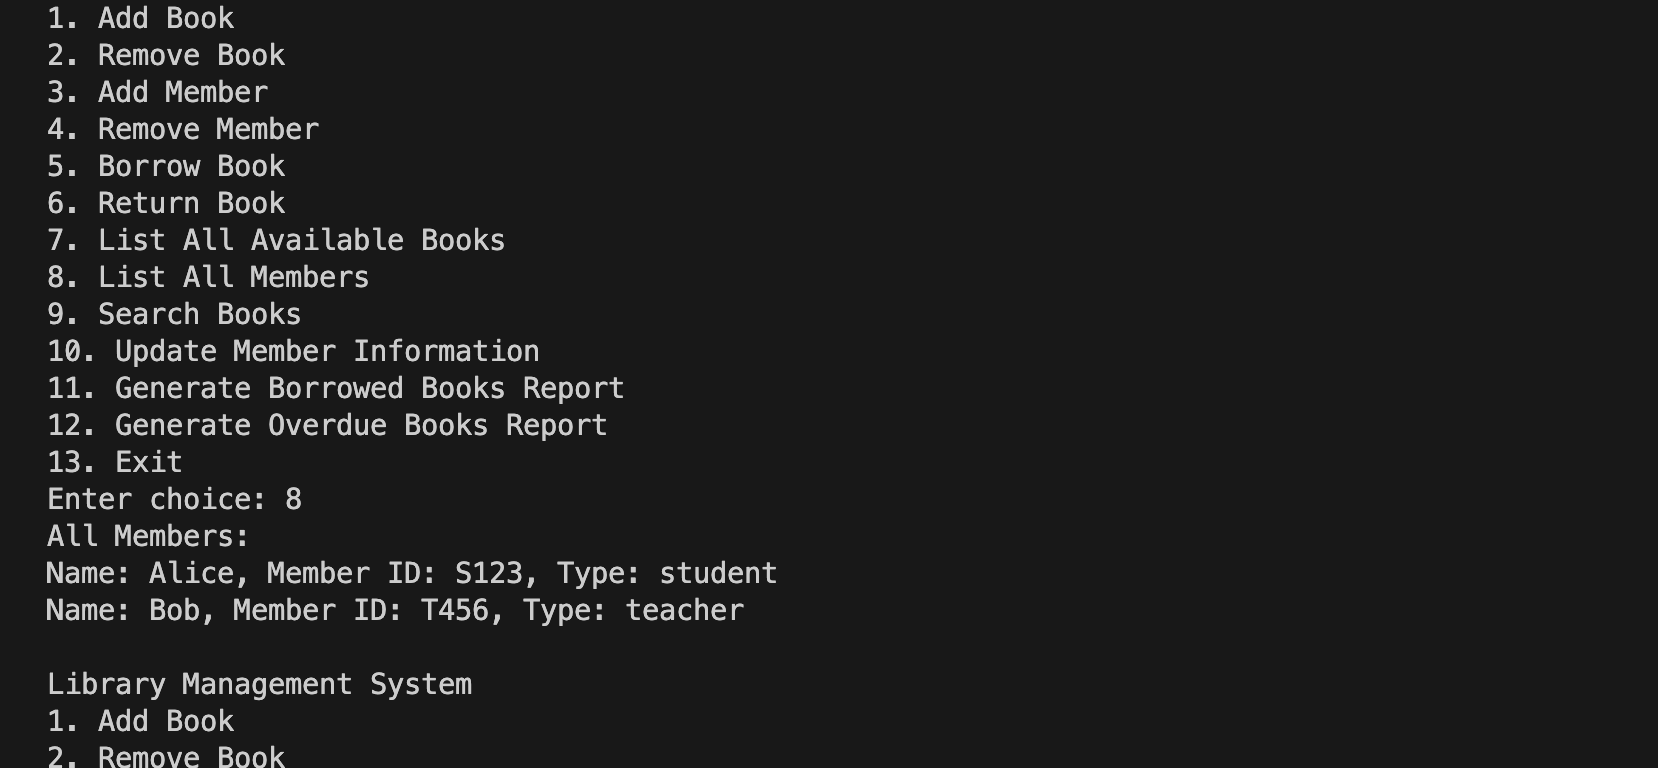 1. Add Book
2. Remove Book
3. Add Member
4. Remove Member
5. Borrow Book
6. Return Book
7. List All Available Books
8. List All Members
9. Search Books
10. Update Member Information
11. Generate Borrowed Books Report
12. Generate Overdue Books Report
13. Exit
Enter choice: 8
All Members:
Name: Alice, Member ID: S123, Type: student
Name: Bob, Member ID: T456, Type: teacher
Library Management System
1. Add Book
2. Remove Book